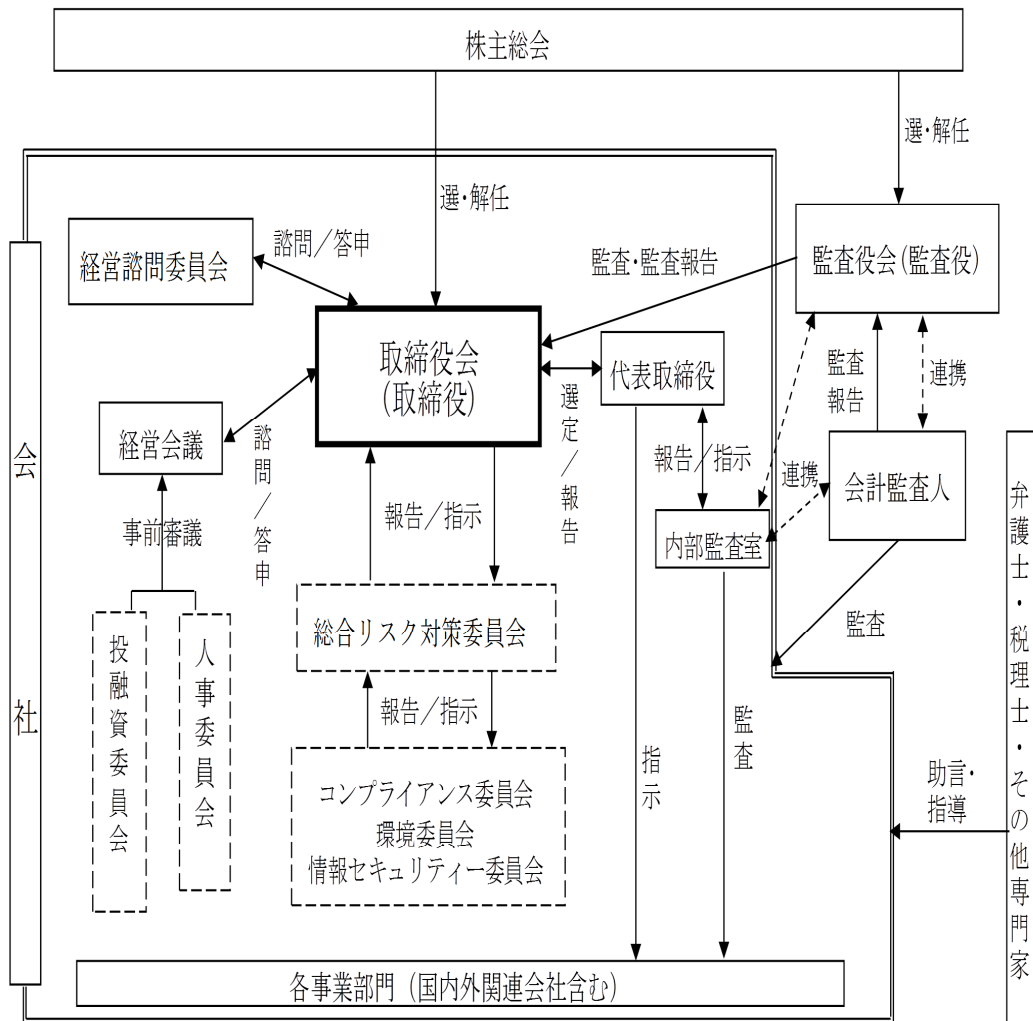 株主総会
選・解任
選・解任
経営諮問委員会
諮問／答申
監査・監査報告
監査役会(監査役)
取締役会
(取締役)
代表取締役
選定／報告
監査
報告
連携
会社
経営会議
諮問／答申
事前審議
報告／指示
報告／指示
連携
会計監査人
内部監査室
弁護士・税理士・その他専門家
総合リスク対策委員会
監査
投融資委員会
人事委員会
報告／指示
指示
監査
コンプライアンス委員会
環境委員会
情報セキュリティー委員会
助言・
指導
各事業部門（国内外関連会社含む）